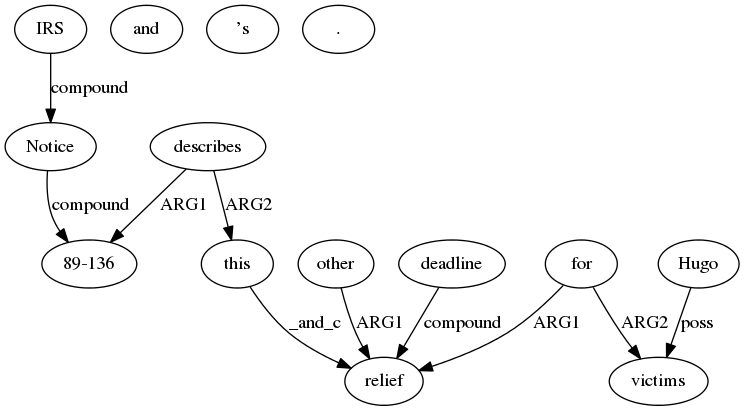 IRS and ’s .
compound
Notice describes
compound ARG1 ARG2
89-136 this other deadline for Hugo
_and_c ARG1 compound ARG1 ARG2 poss
relief victims